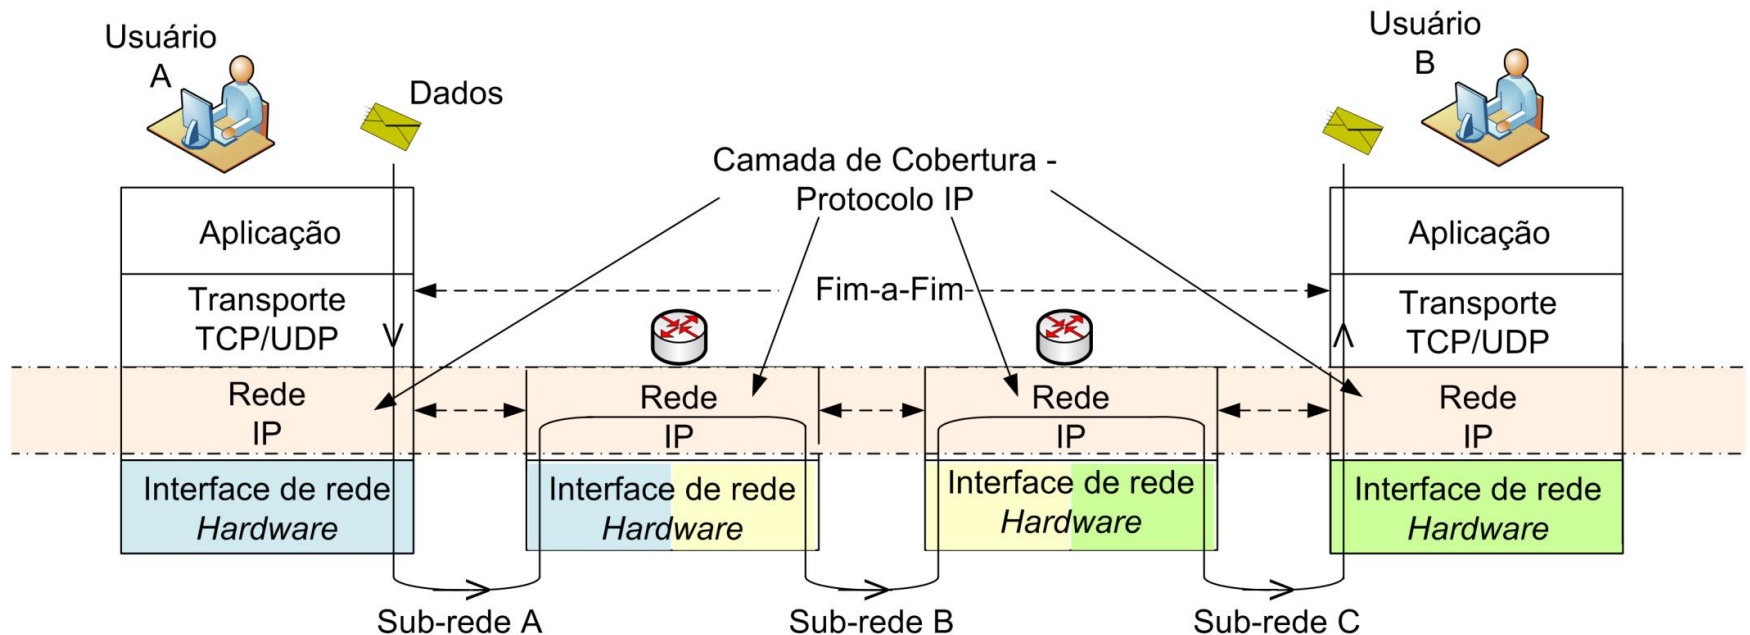 Usuário
A
Dados
Usuário
B
Camada de Cobertura -
Protocolo IP
Aplicação
Aplicação
Fim-a-Fim
Transporte
TCP/UDP
Transporte
TCP/UDP
Rede
IP
Rede
IP
Rede
IP
Rede
IP
Interface de rede
Hardware
Interface de rede
Hardware
Interface de rede
Hardware
Interface de rede
Hardware
Sub-rede A
Sub-rede B
Sub-rede C